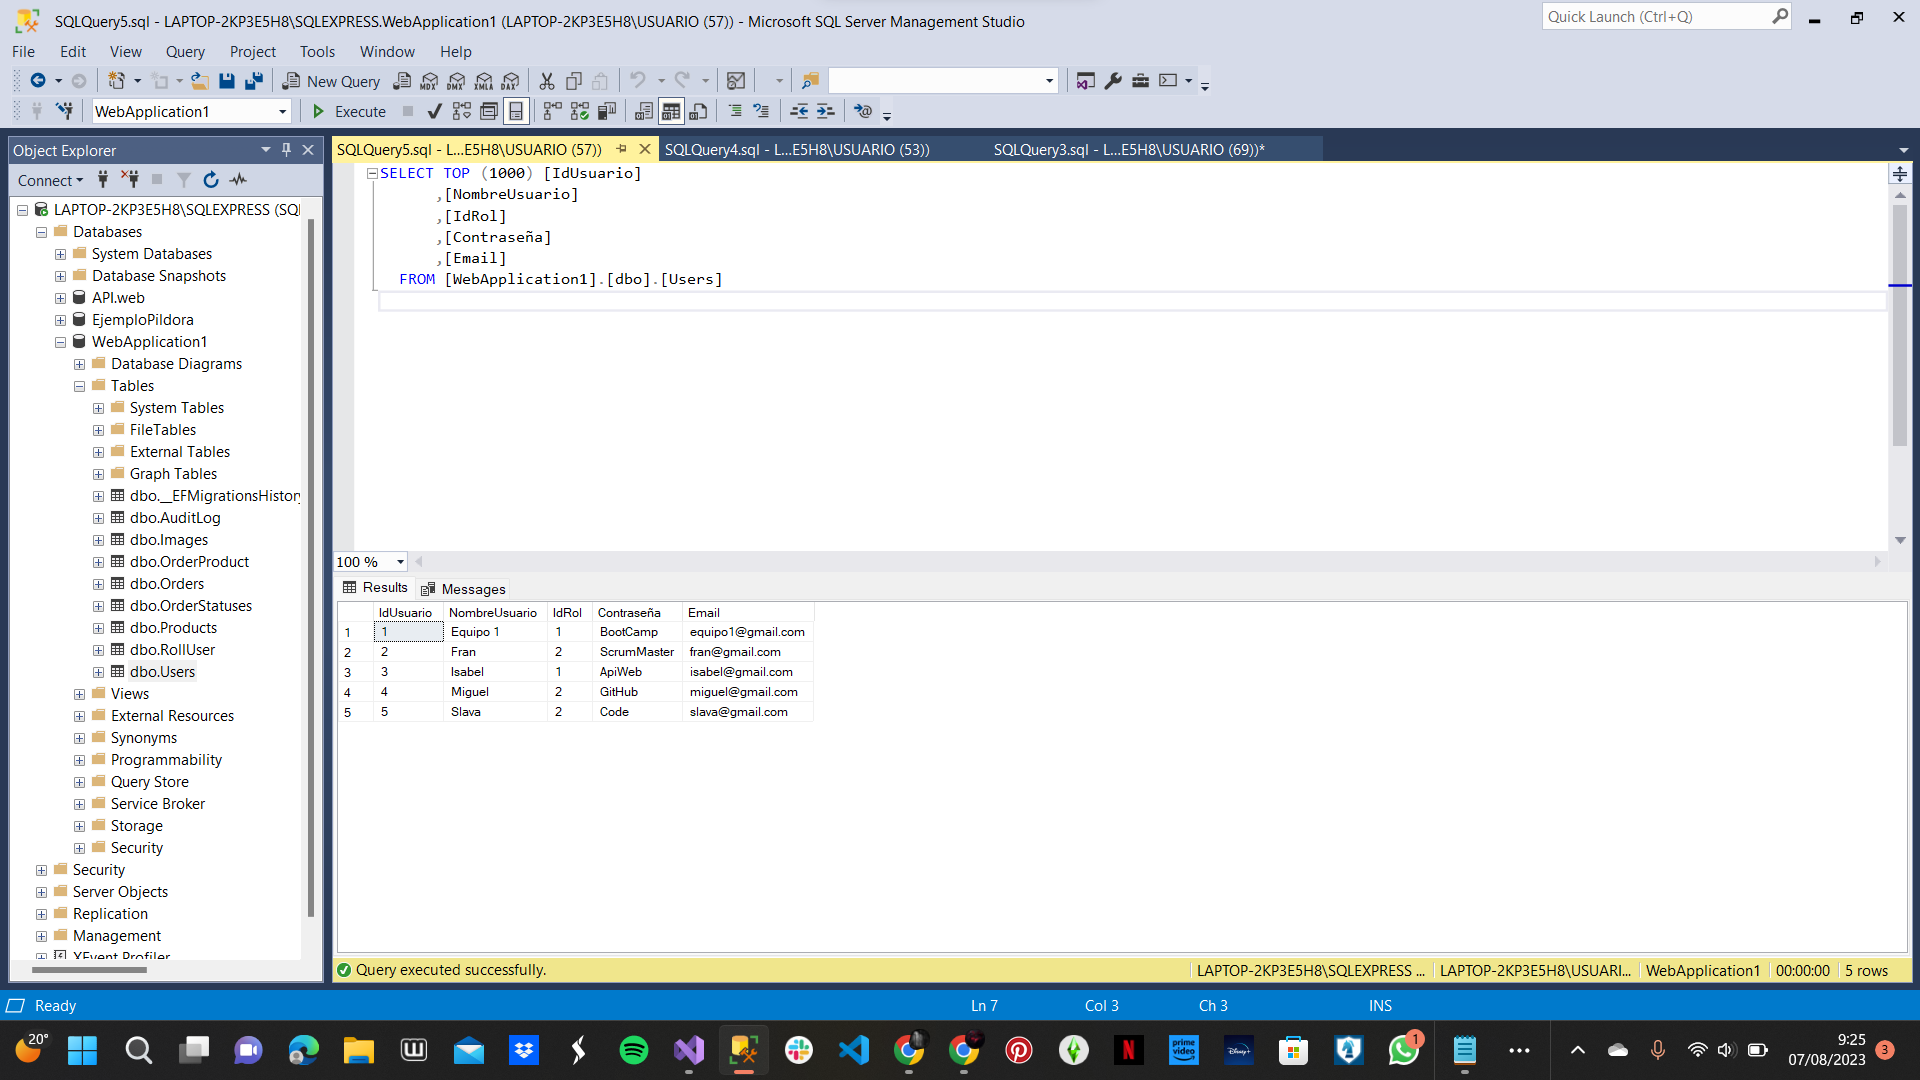 SQLQuery5.sql - LAPTOP-2KP3E5H8\SQLEXPRESS.WebApplication1 (LAPTOP-2KP3E5H8\USUARIO (57)) - Microsoft SQL Server Management Studio
Quick Launch (Ctrl+Q)
File Edit View Query Project Tools Window Help
New Query MDX DMX XMLA DAX
WebApplication1 Execute
Object Explorer
Connect
LAPTOP-2KP3E5H8\SQLEXPRESS (SQ
Databases
System Databases
Database Snapshots
API.web
EjemploPildora
WebApplication1
Database Diagrams
Tables
System Tables
FileTables
External Tables
Graph Tables
dbo.__EFMigrationsHistory
dbo.AuditLog
dbo.Images
dbo.OrderProduct
dbo.Orders
dbo.OrderStatuses
dbo.Products
dbo.RollUser
dbo.Users
Views
External Resources
Synonyms
Programmability
Query Store
Service Broker
Storage
Security
Security
Server Objects
Replication
Management
XEvent Profiler
SQLQuery5.sql - L...E5H8\USUARIO (57)) SQLQuery4.sql - L...E5H8\USUARIO (53)) SQLQuery3.sql - L...E5H8\USUARIO (69))*
SELECT TOP (1000) [IdUsuario]
,[NombreUsuario]
,[IdRol]
,[Contraseña]
,[Email]
FROM [WebApplication1].[dbo].[Users]
100 %
Results Messages
IdUsuario NombreUsuario IdRol Contraseña Email
1 1 Equipo 1 1 BootCamp equipo1@gmail.com
2 2 Fran 2 ScrumMaster fran@gmail.com
3 3 Isabel 1 ApiWeb isabel@gmail.com
4 4 Miguel 2 GitHub miguel@gmail.com
5 5 Slava 2 Code slava@gmail.com
Query executed successfully. LAPTOP-2KP3E5H8\SQLEXPRESS ... LAPTOP-2KP3E5H8\USUARI... WebApplication1 00:00:00 5 rows
Ready Ln 7 Col 3 Ch 3 INS
20° prime video Disney+ 1 9:25
07/08/2023 3